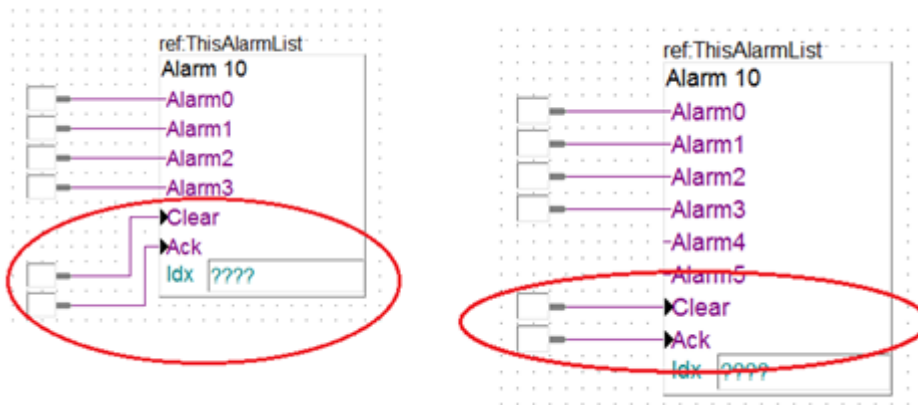 ref:ThisAlarmList
Alarm 10
Alarm0
Alarm1
Alarm2
Alarm3
Clear
Ack
Idx ????
ref:ThisAlarmList
Alarm 10
Alarm0
Alarm1
Alarm2
Alarm3
Alarm4
Alarm5
Clear
Ack
Idx ????